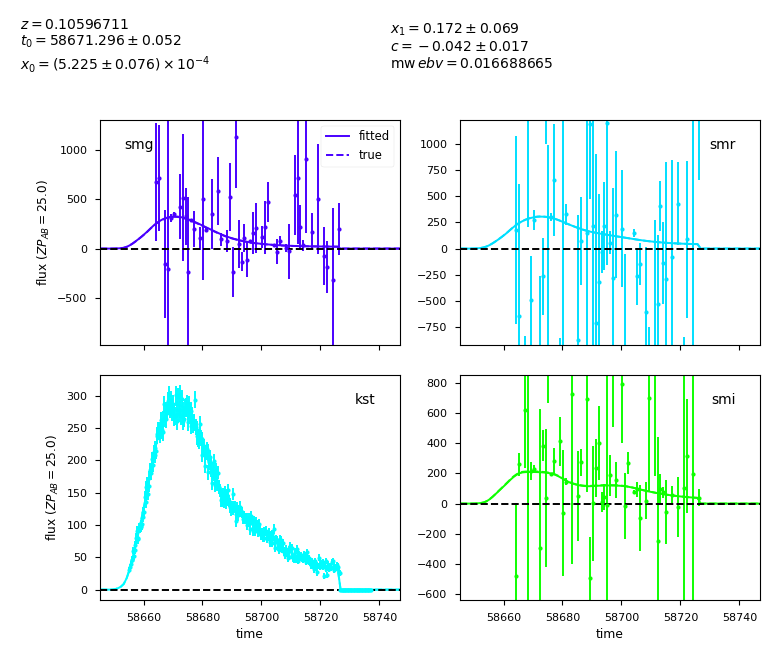 z = 0.10596711
t₀ = 58671.296 ± 0.052
x₀ = (5.225 ± 0.076) × 10⁻⁴
x₁ = 0.172 ± 0.069
c = −0.042 ± 0.017
mw ebv = 0.016688665
smg
fitted
true
flux (ZP_AB = 25.0)
1000
500
0
−500
smr
1000
750
500
250
0
−250
−500
−750
kst
flux (ZP_AB = 25.0)
300
250
200
150
100
50
0
58660 58680 58700 58720 58740
time
smi
800
600
400
200
0
−200
−400
−600
58660 58680 58700 58720 58740
time